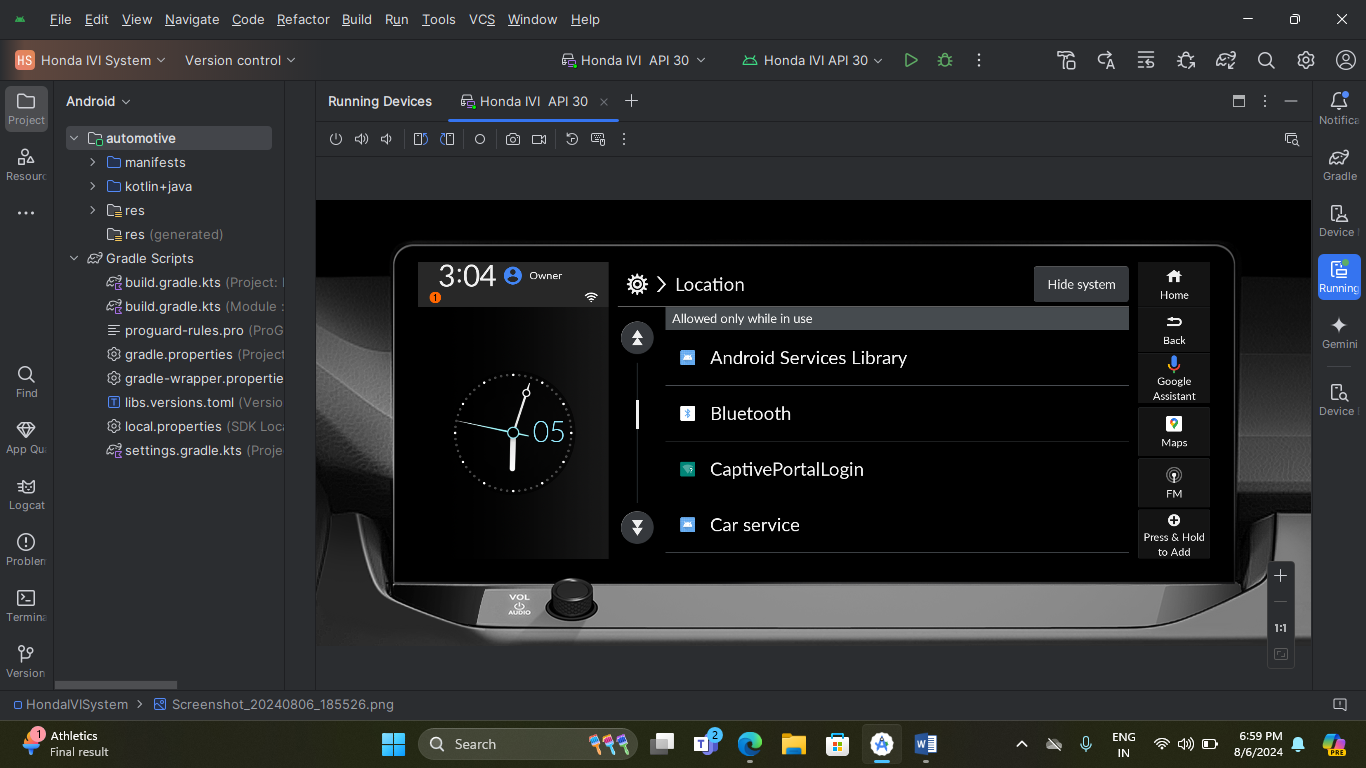 File Edit View Navigate Code Refactor Build Run Tools VCS Window Help
HS Honda IVI System Version control Honda IVI API 30 Honda IVI API 30
Project
Android
Running Devices Honda IVI API 30
Notifica
automotive
manifests
kotlin+java
res
res (generated)
Gradle Scripts
build.gradle.kts (Project:
build.gradle.kts (Module :
proguard-rules.pro (ProG
gradle.properties (Project
gradle-wrapper.propertie
libs.versions.toml (Versio
local.properties (SDK Loca
settings.gradle.kts (Proje
Resourc
Find
App Qu
Logcat
Problem
Termina
Version
3:04 Owner
1
05
Location
Hide system
Allowed only while in use
Android Services Library
Bluetooth
CaptivePortalLogin
Car service
Home
Back
Google
Assistant
Maps
FM
Press & Hold
to Add
VOL
AUDIO
1:1
Gradle
Device
Running
Gemini
Device
HondaIVISystem Screenshot_20240806_185526.png
1
Athletics
Final result
Search
2
PRE
ENG
IN
6:59 PM
8/6/2024